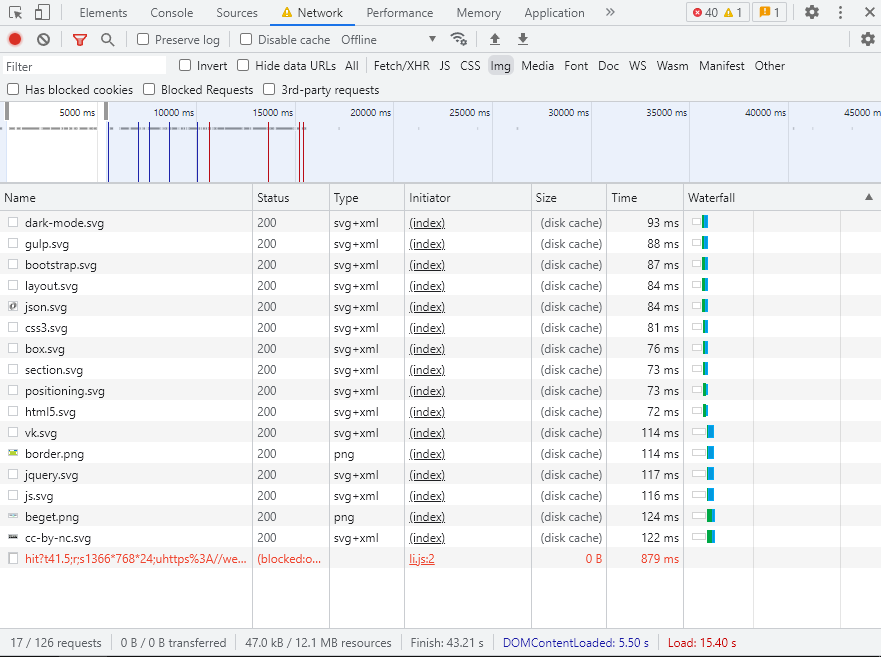 Elements Console Sources Network Performance Memory Application 40 1 1
Preserve log Disable cache Offline
Filter Invert Hide data URLs All Fetch/XHR JS CSS Img Media Font Doc WS Wasm Manifest Other
Has blocked cookies Blocked Requests 3rd-party requests
5000 ms 10000 ms 15000 ms 20000 ms 25000 ms 30000 ms 35000 ms 40000 ms 45000 m
Name Status Type Initiator Size Time Waterfall
dark-mode.svg 200 svg+xml (index) (disk cache) 93 ms
gulp.svg 200 svg+xml (index) (disk cache) 88 ms
bootstrap.svg 200 svg+xml (index) (disk cache) 87 ms
layout.svg 200 svg+xml (index) (disk cache) 84 ms
json.svg 200 svg+xml (index) (disk cache) 84 ms
css3.svg 200 svg+xml (index) (disk cache) 81 ms
box.svg 200 svg+xml (index) (disk cache) 76 ms
section.svg 200 svg+xml (index) (disk cache) 73 ms
positioning.svg 200 svg+xml (index) (disk cache) 73 ms
html5.svg 200 svg+xml (index) (disk cache) 72 ms
vk.svg 200 svg+xml (index) (disk cache) 114 ms
border.png 200 png (index) (disk cache) 114 ms
jquery.svg 200 svg+xml (index) (disk cache) 117 ms
js.svg 200 svg+xml (index) (disk cache) 116 ms
beget.png 200 png (index) (disk cache) 124 ms
cc-by-nc.svg 200 svg+xml (index) (disk cache) 122 ms
hit?t41.5;r;s1366*768*24;uhttps%3A//we... (blocked:o... li.js:2 0 B 879 ms
17 / 126 requests 0 B / 0 B transferred 47.0 kB / 12.1 MB resources Finish: 43.21 s DOMContentLoaded: 5.50 s Load: 15.40 s